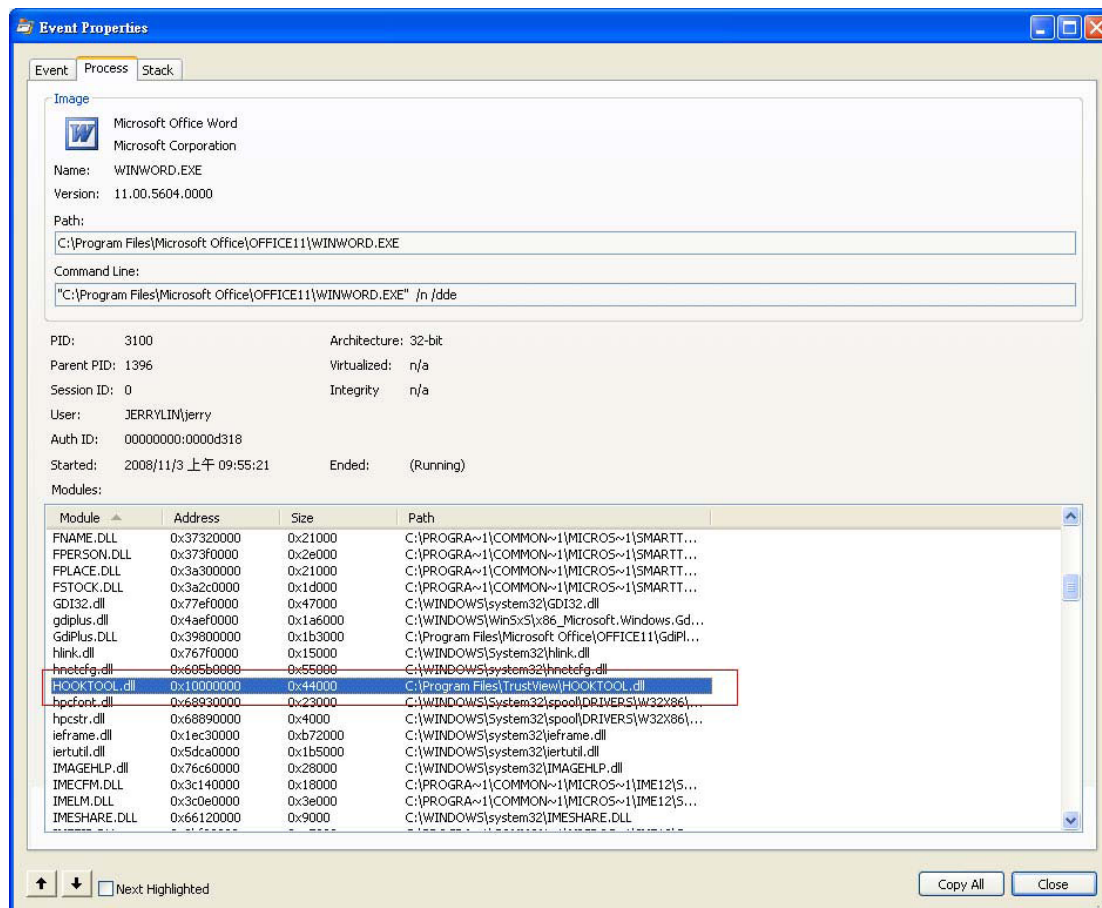 Event Properties
Event Process Stack
Image
Microsoft Office Word
Microsoft Corporation
Name: WINWORD.EXE
Version: 11.00.5604.0000
Path:
C:\Program Files\Microsoft Office\OFFICE11\WINWORD.EXE
Command Line:
"C:\Program Files\Microsoft Office\OFFICE11\WINWORD.EXE" /n /dde
PID: 3100 Architecture: 32-bit
Parent PID: 1396 Virtualized: n/a
Session ID: 0 Integrity n/a
User: JERRYLIN\jerry
Auth ID: 00000000:0000d318
Started: 2008/11/3 上午 09:55:21 Ended: (Running)
Modules:
Module Address Size Path
FNAME.DLL 0x37320000 0x21000 C:\PROGRA~1\COMMON~1\MICROS~1\SMARTT...
FPERSON.DLL 0x373f0000 0x2e000 C:\PROGRA~1\COMMON~1\MICROS~1\SMARTT...
FPLACE.DLL 0x3a300000 0x21000 C:\PROGRA~1\COMMON~1\MICROS~1\SMARTT...
FSTOCK.DLL 0x3a2c0000 0x1d000 C:\PROGRA~1\COMMON~1\MICROS~1\SMARTT...
GDI32.dll 0x77ef0000 0x47000 C:\WINDOWS\system32\GDI32.dll
gdiplus.dll 0x4aef0000 0x1a6000 C:\WINDOWS\WinSxS\x86_Microsoft.Windows.Gd...
GdiPlus.DLL 0x39800000 0x1b3000 C:\Program Files\Microsoft Office\OFFICE11\GdiPl...
hlink.dll 0x767f0000 0x15000 C:\WINDOWS\System32\hlink.dll
hnetcfg.dll 0x605b0000 0x55000 C:\WINDOWS\system32\hnetcfg.dll
HOOKTOOL.dll 0x10000000 0x44000 C:\Program Files\TrustView\HOOKTOOL.dll
hpcfont.dll 0x68930000 0x23000 C:\WINDOWS\System32\spool\DRIVERS\W32X86\...
hpcstr.dll 0x68890000 0x4000 C:\WINDOWS\System32\spool\DRIVERS\W32X86\...
ieframe.dll 0x1ec30000 0xb72000 C:\WINDOWS\system32\ieframe.dll
iertutil.dll 0x5dca0000 0x1b5000 C:\WINDOWS\system32\iertutil.dll
IMAGEHLP.dll 0x76c60000 0x28000 C:\WINDOWS\system32\IMAGEHLP.dll
IMECFM.DLL 0x3c140000 0x18000 C:\PROGRA~1\COMMON~1\MICROS~1\IME12\S...
IMELM.DLL 0x3c0e0000 0x3e000 C:\PROGRA~1\COMMON~1\MICROS~1\IME12\S...
IMESHARE.DLL 0x66120000 0x9000 C:\WINDOWS\system32\IMESHARE.DLL
Next Highlighted Copy All Close